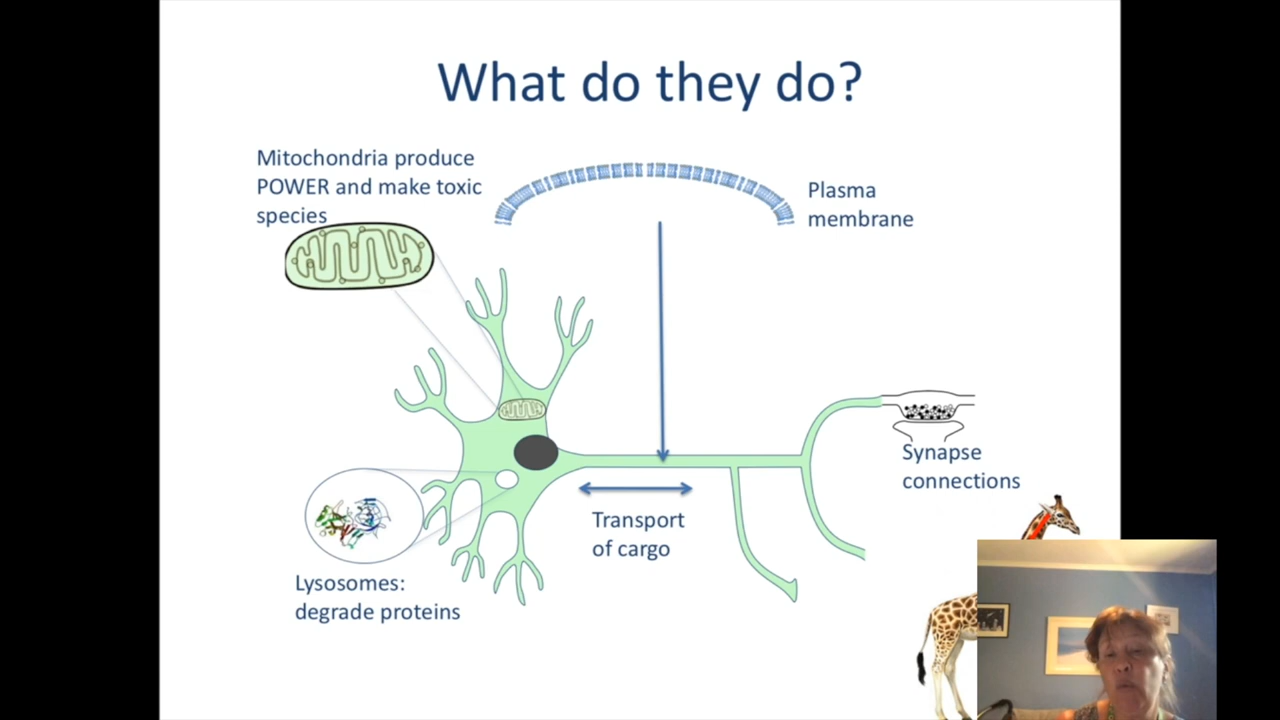 What do they do?
Mitochondria produce
POWER and make toxic
species
Plasma
membrane
Synapse
connections
Transport
of cargo
Lysosomes:
degrade proteins